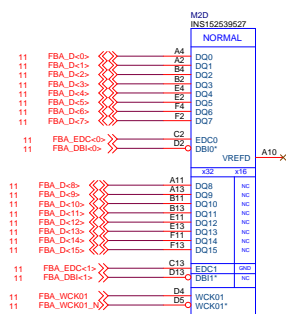 M2D
INS152539527
NORMAL
11 FBA_D<0> A4 DQ0
11 FBA_D<1> A2 DQ1
11 FBA_D<2> B4 DQ2
11 FBA_D<3> B2 DQ3
11 FBA_D<4> E4 DQ4
11 FBA_D<5> E2 DQ5
11 FBA_D<6> F4 DQ6
11 FBA_D<7> F2 DQ7
11 FBA_EDC<0> C2 EDC0
11 FBA_DBI<0> D2 DBI0*
VREFD A10
x32 x16
11 FBA_D<8> A11 DQ8 NC
11 FBA_D<9> A13 DQ9 NC
11 FBA_D<10> B11 DQ10 NC
11 FBA_D<11> B13 DQ11 NC
11 FBA_D<12> E11 DQ12 NC
11 FBA_D<13> E13 DQ13 NC
11 FBA_D<14> F11 DQ14 NC
11 FBA_D<15> F13 DQ15 NC
11 FBA_EDC<1> C13 EDC1 GND
11 FBA_DBI<1> D13 DBI1* NC
11 FBA_WCK01 D4 WCK01
11 FBA_WCK01_N D5 WCK01*